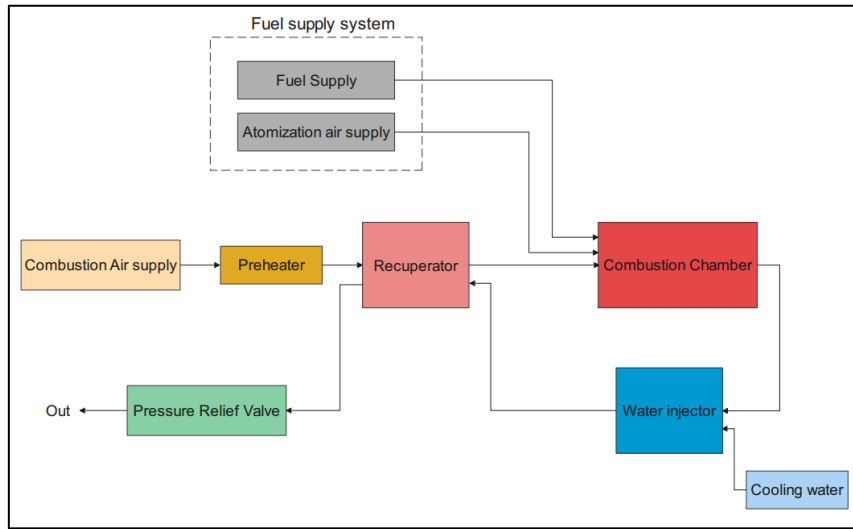 Fuel supply system
Fuel Supply
Atomization air supply
Combustion Air supply
Preheater
Recuperator
Combustion Chamber
Out
Pressure Relief Valve
Water injector
Cooling water